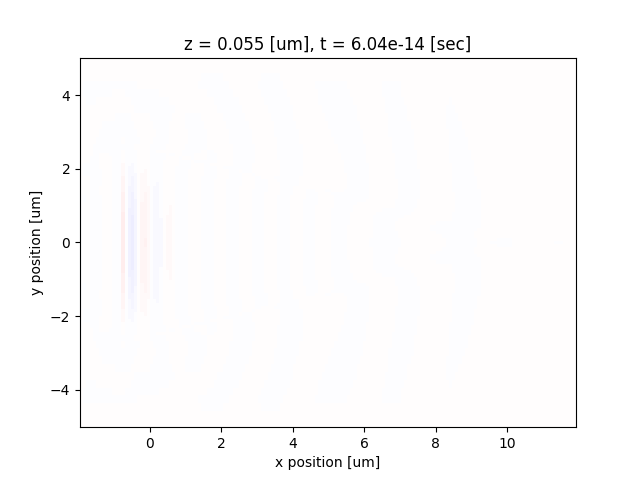 z = 0.055 [um], t = 6.04e-14 [sec]
4
2
0
−2
−4
y position [um]
0 2 4 6 8 10
x position [um]